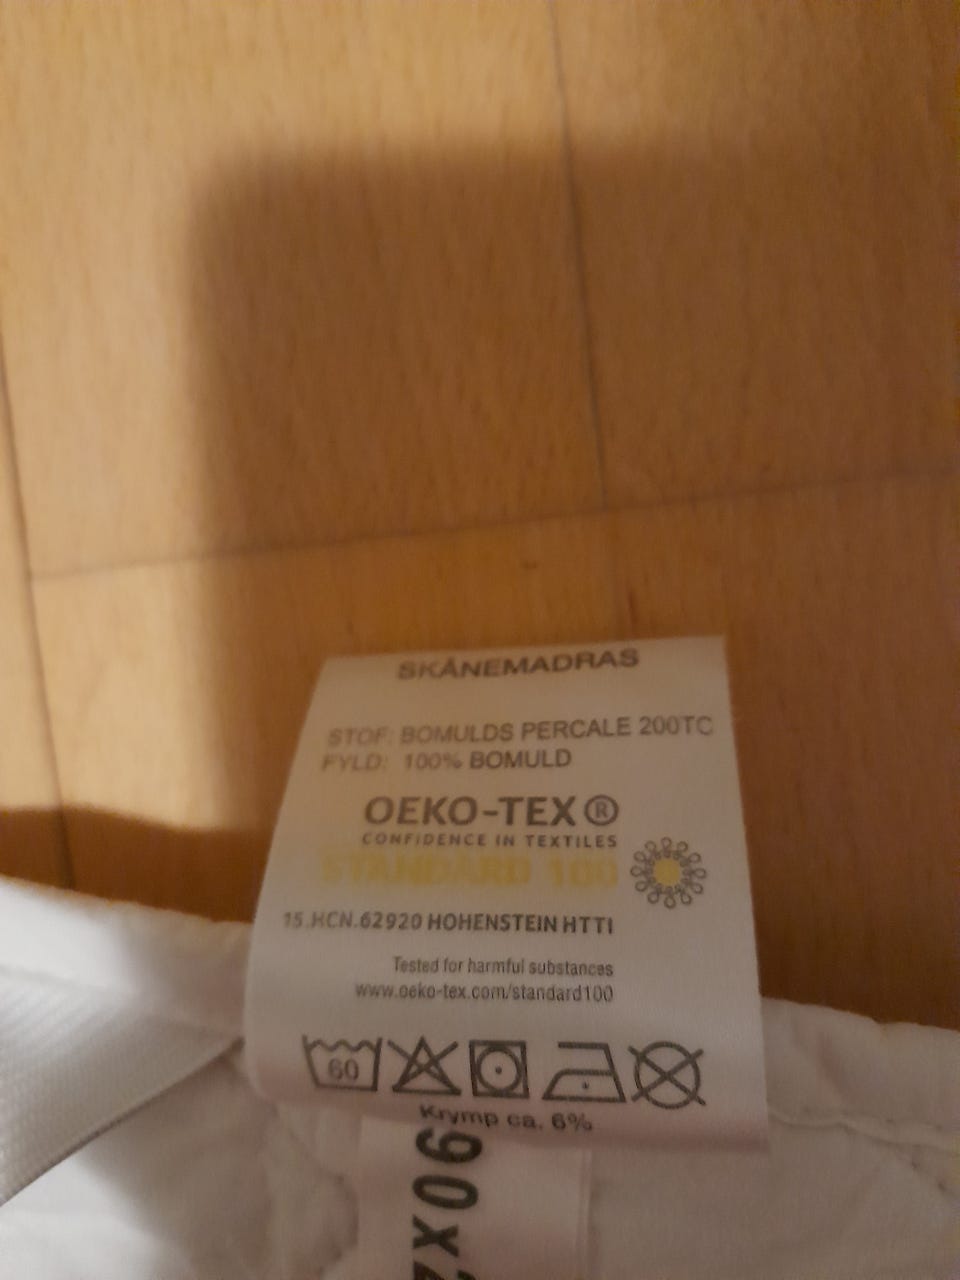 SKÅNEMADRAS
STOF: BOMULDS PERCALE 200TC
FYLD: 100% BOMULD
OEKO-TEX®
CONFIDENCE IN TEXTILES
STANDARD 100
15.HCN.62920 HOHENSTEIN HTTI
Tested for harmful substances
www.oeko-tex.com/standard100
60
Krymp ca. 6%
90x